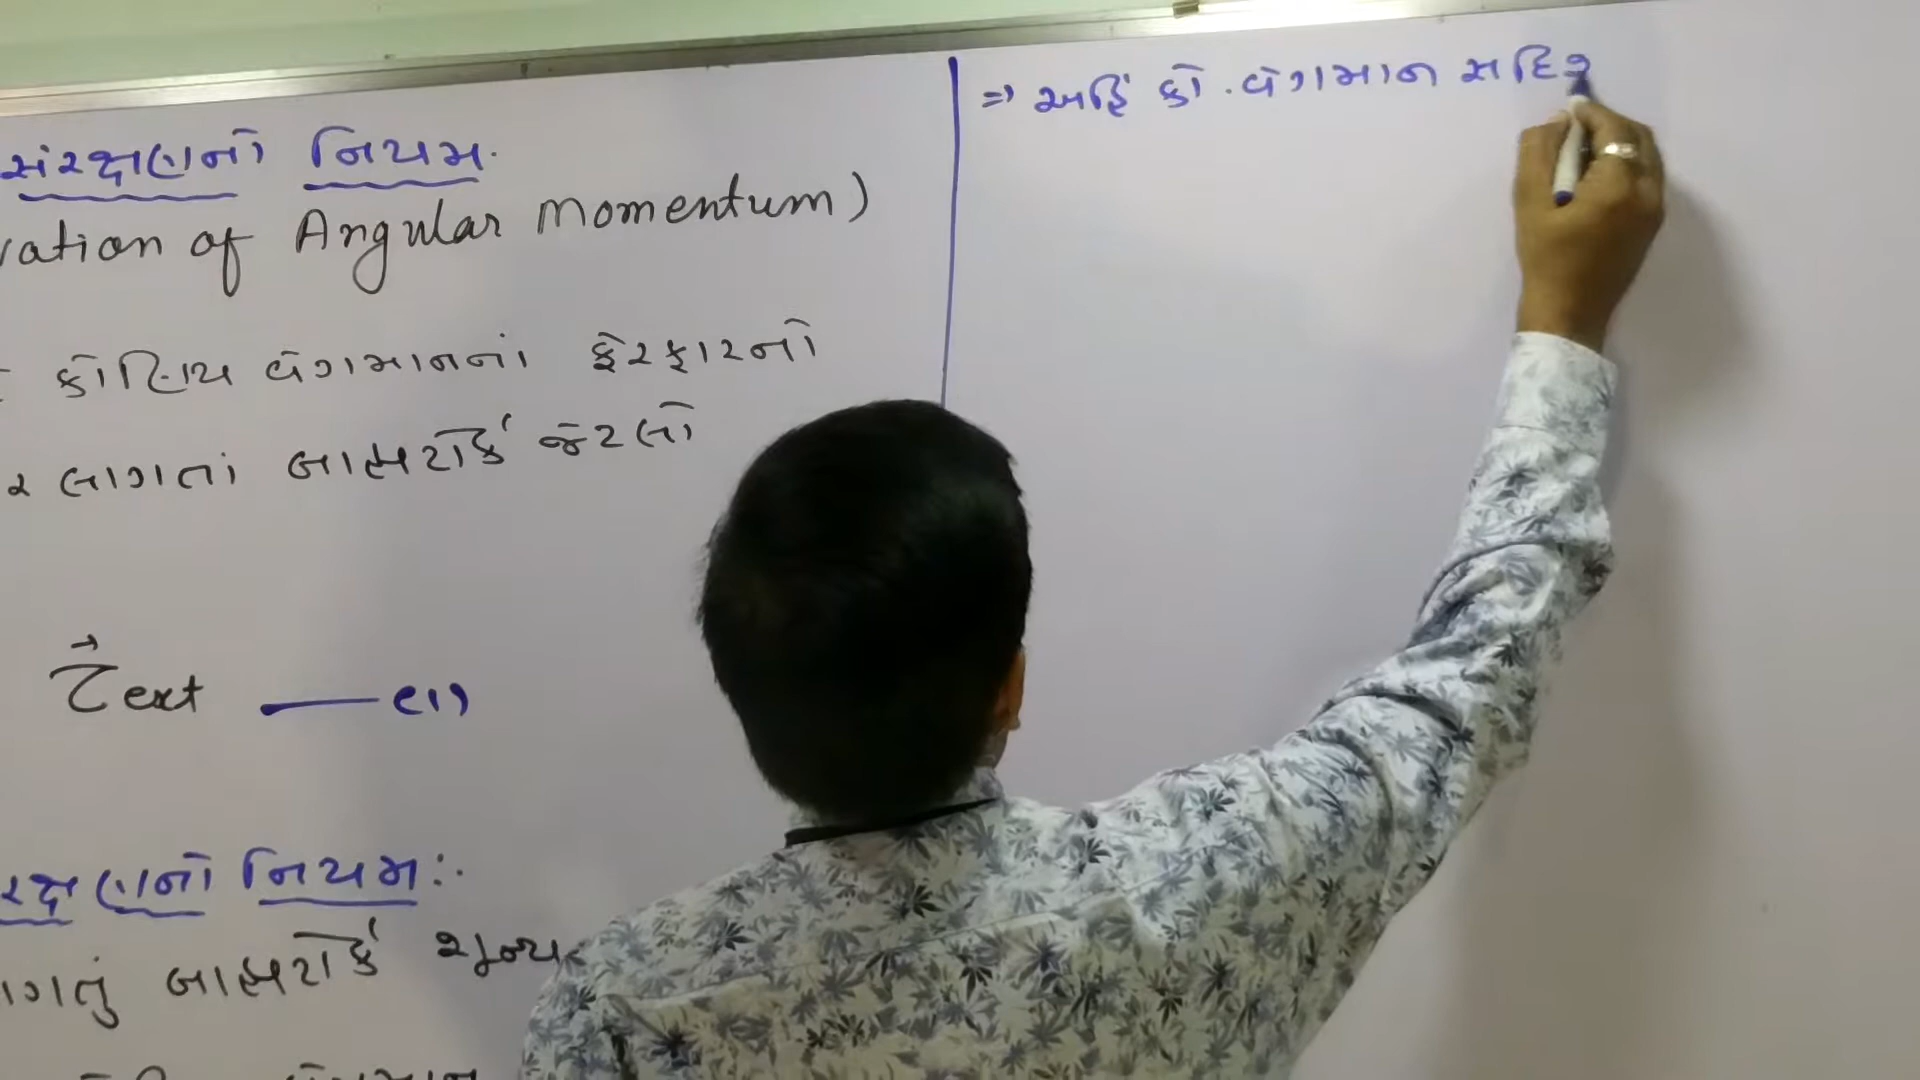 સંરક્ષણનો નિયમ.
vation of Angular Momentum)
કોણિય વેગમાનનાં ફેરફારનો
ર લાગતાં બાહ્યટોર્ક જેટલો
τ⃗ext —(1)
રક્ષણનો નિયમ:.
ાગતું બાહ્યટોર્ક શૂન્ય
⇒ અહિં કો.વેગમાન સદિશ